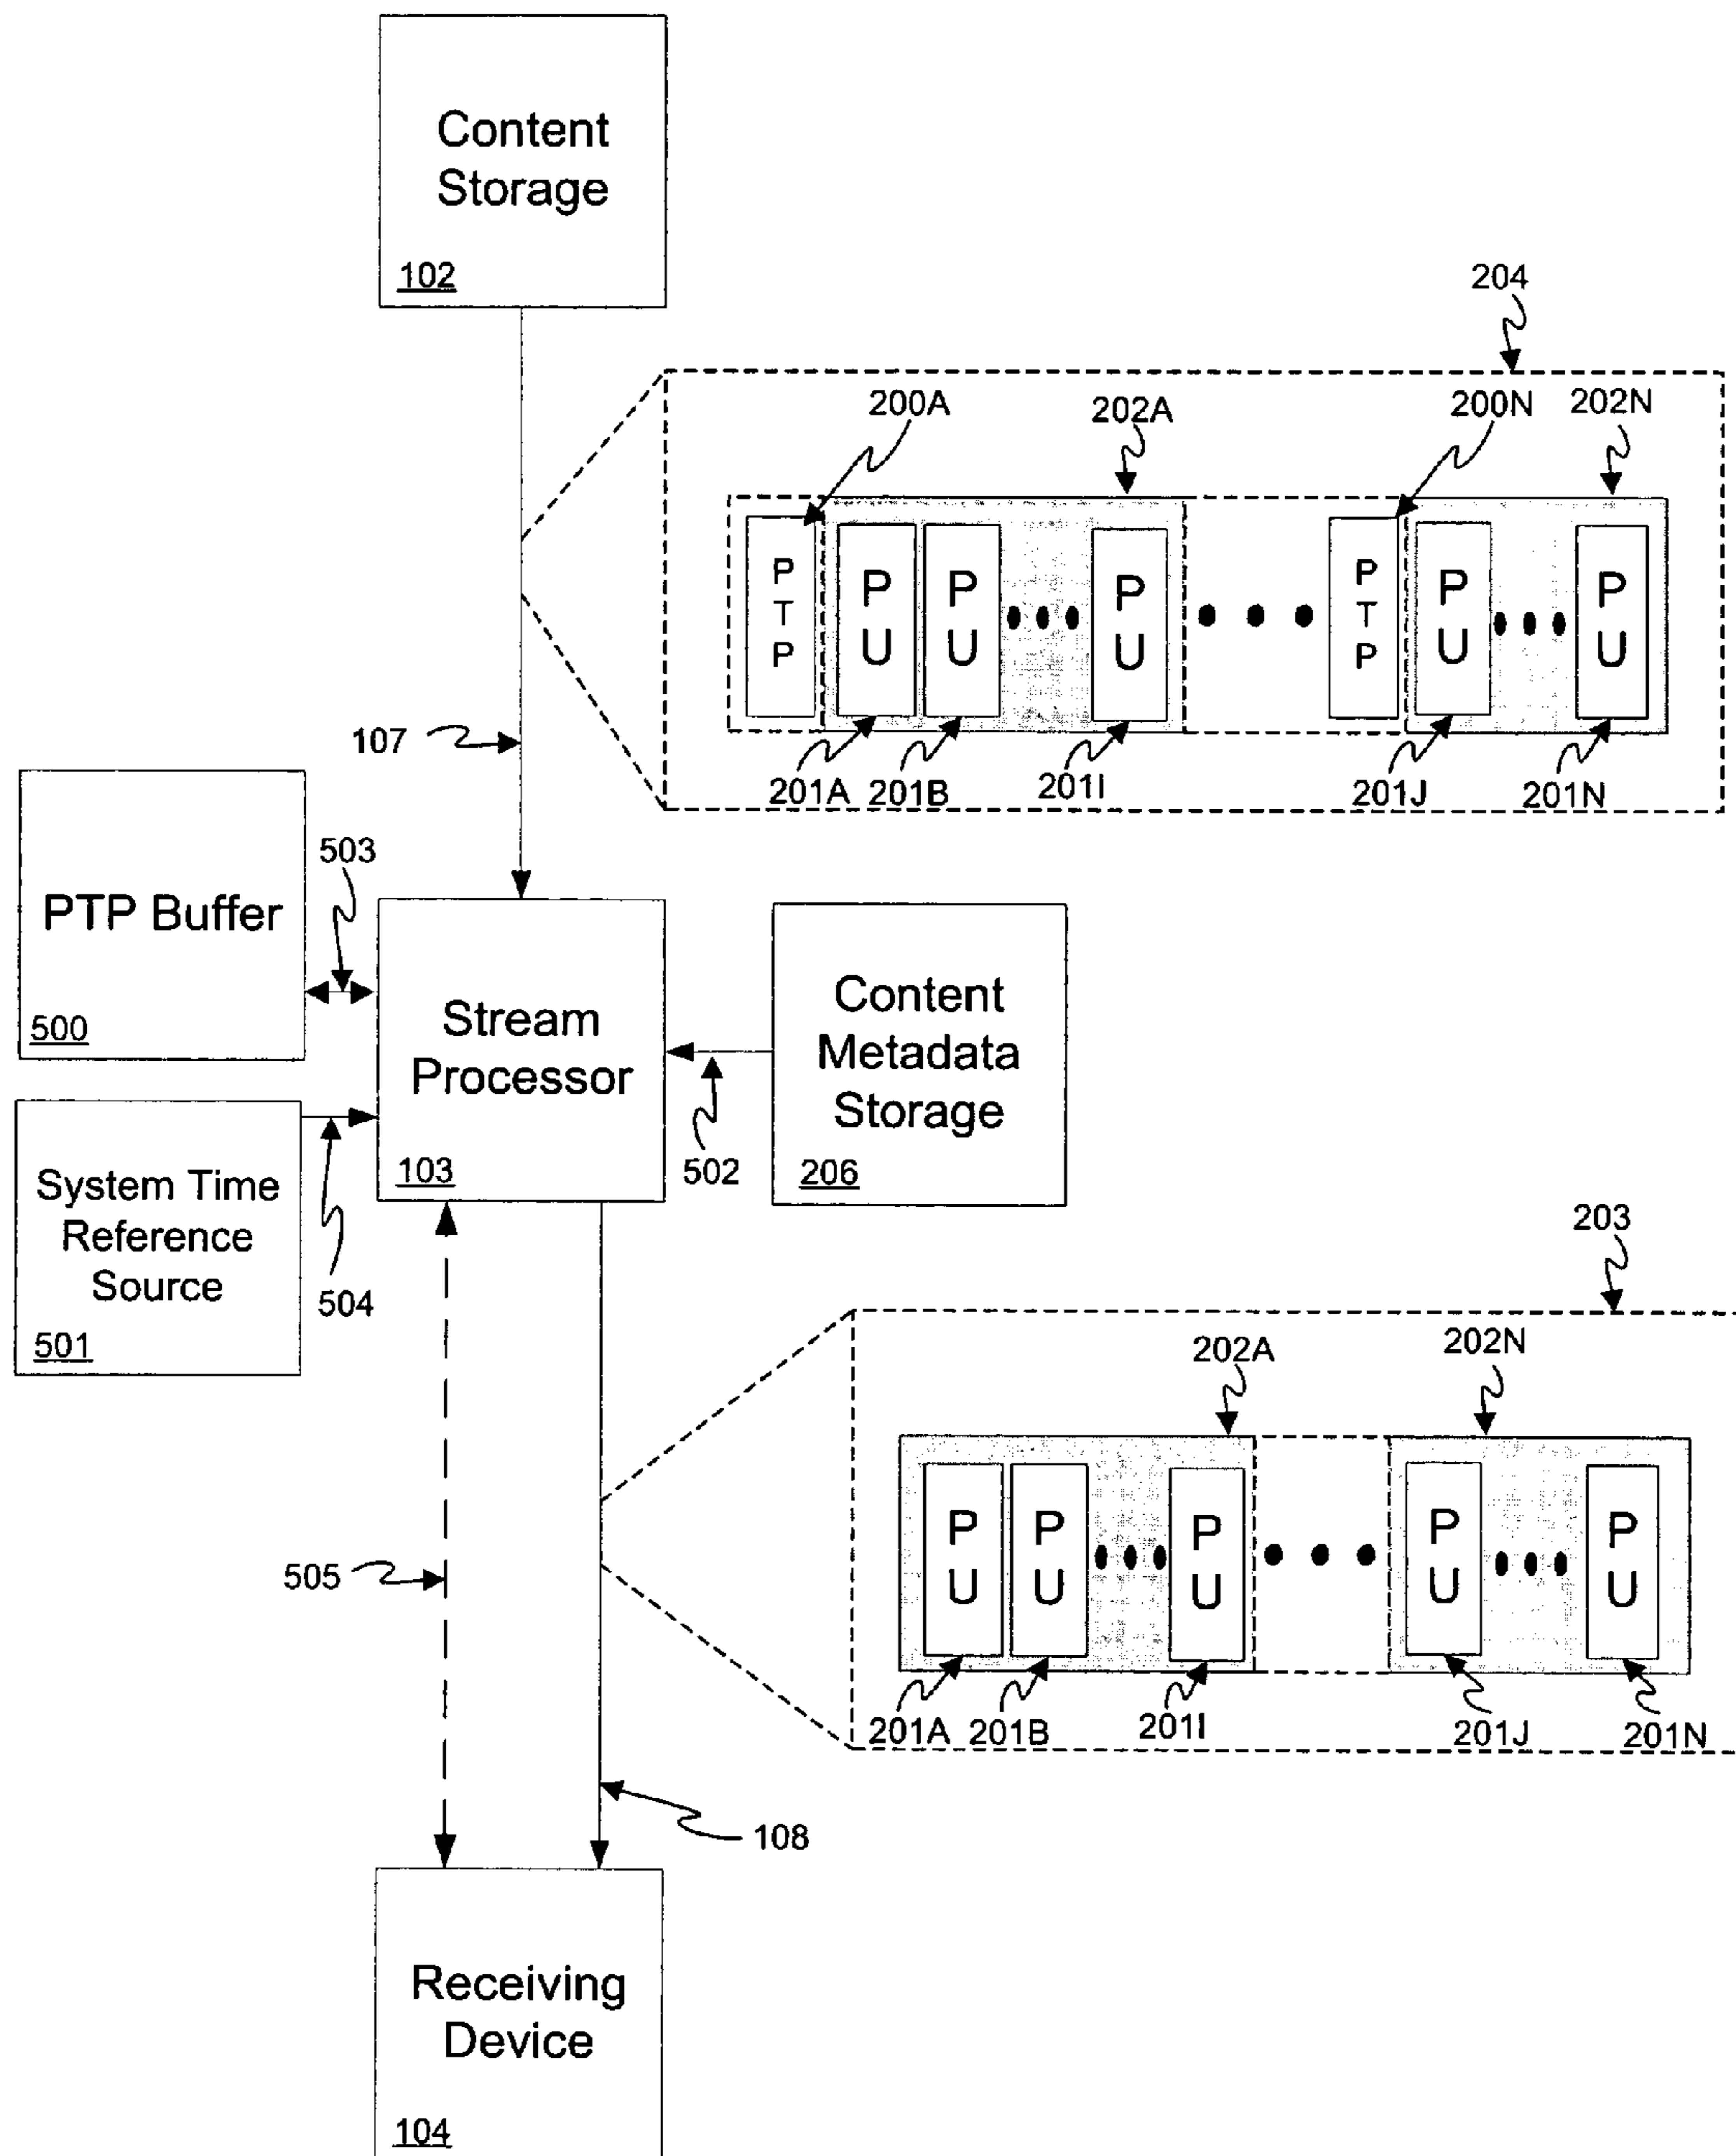 Content
Storage
102
204
200A
202A
200N
202N
P
T
P
P
U
P
U
P
U
P
T
P
P
U
P
U
107
201A
201B
201I
201J
201N
503
PTP Buffer
500
Stream
Processor
103
Content
Metadata
Storage
206
502
System Time
Reference
Source
501
504
203
202A
202N
P
U
P
U
P
U
P
U
P
U
505
201A
201B
201I
201J
201N
108
Receiving
Device
104